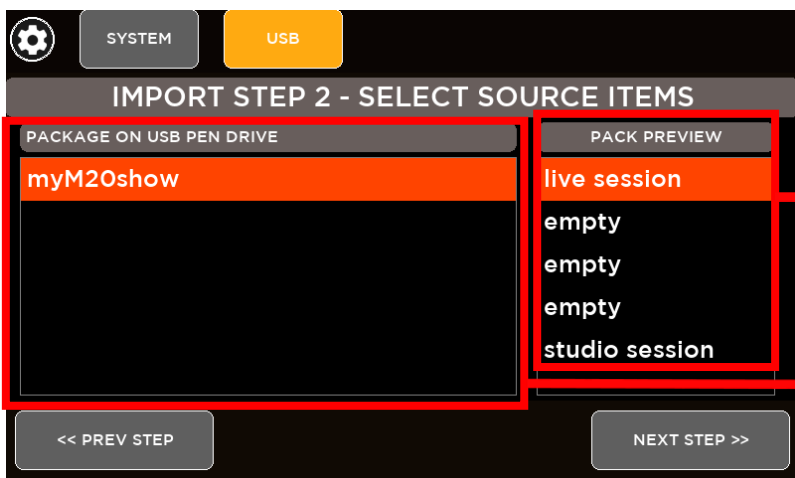 SYSTEM
USB
IMPORT STEP 2 - SELECT SOURCE ITEMS
PACKAGE ON USB PEN DRIVE
myM20show
PACK PREVIEW
live session
empty
empty
empty
studio session
<< PREV STEP
NEXT STEP >>